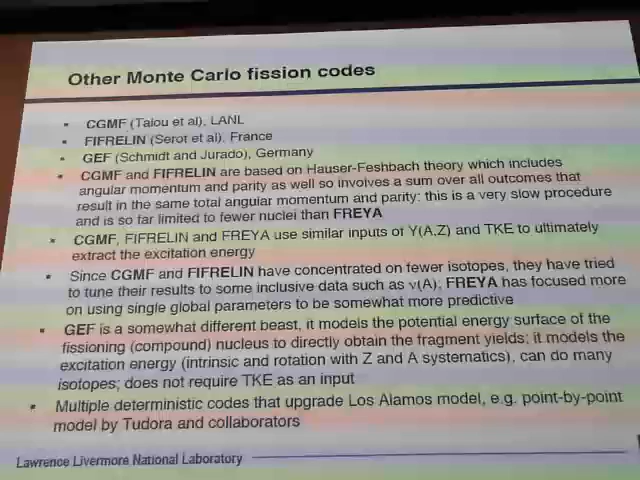 Other Monte Carlo fission codes
▪ CGMF (Talou et al), LANL
▪ FIFRELIN (Serot et al), France
▪ GEF (Schmidt and Jurado), Germany
▪ CGMF and FIFRELIN are based on Hauser-Feshbach theory which includes
angular momentum and parity as well so involves a sum over all outcomes that
result in the same total angular momentum and parity: this is a very slow procedure
and is so far limited to fewer nuclei than FREYA
▪ CGMF, FIFRELIN and FREYA use similar inputs of Y(A,Z) and TKE to ultimately
extract the excitation energy
▪ Since CGMF and FIFRELIN have concentrated on fewer isotopes, they have tried
to tune their results to some inclusive data such as ν(A); FREYA has focused more
on using single global parameters to be somewhat more predictive
▪ GEF is a somewhat different beast, it models the potential energy surface of the
fissioning (compound) nucleus to directly obtain the fragment yields; it models the
excitation energy (intrinsic and rotation with Z and A systematics), can do many
isotopes; does not require TKE as an input
▪ Multiple deterministic codes that upgrade Los Alamos model, e.g. point-by-point
model by Tudora and collaborators
Lawrence Livermore National Laboratory